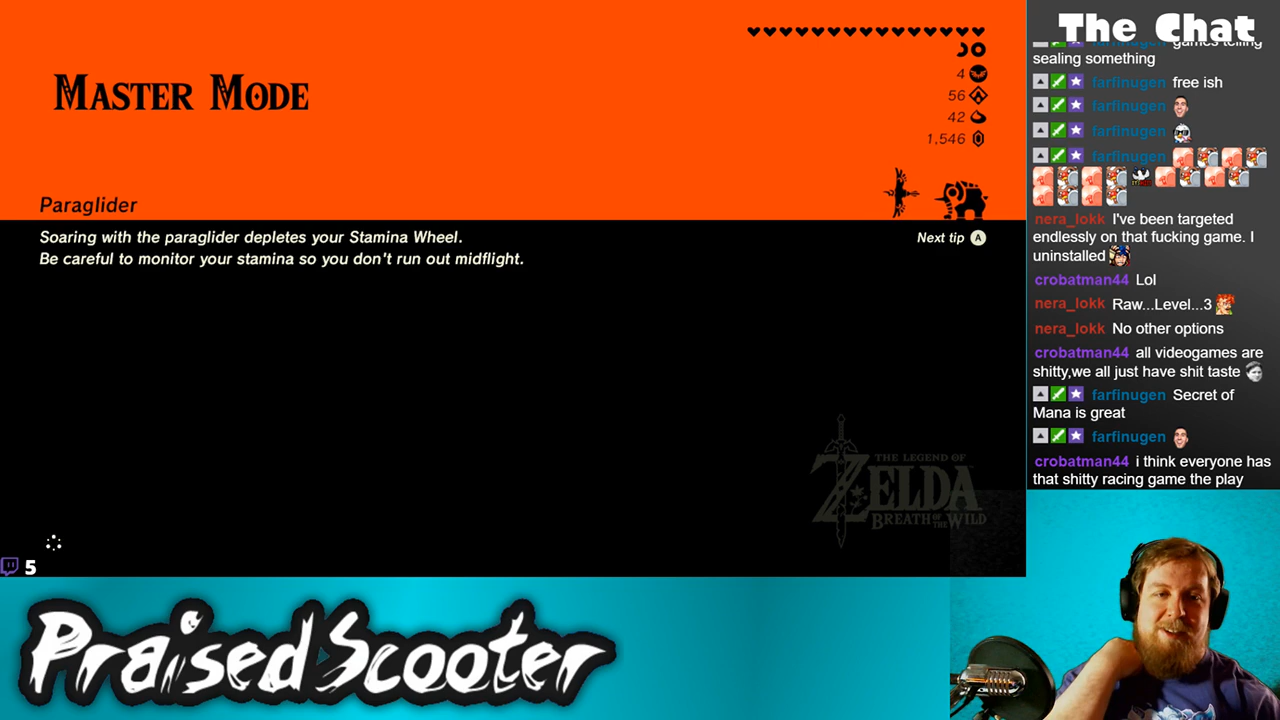 MASTER MODE
4
56
42
1,546
Paraglider
Soaring with the paraglider depletes your Stamina Wheel.
Be careful to monitor your stamina so you don't run out midflight.
Next tip A
THE LEGEND OF
ZELDA
BREATH OF THE WILD
5
PraisedScooter
The Chat
farfinugen games telling
sealing something
farfinugen free ish
farfinugen
farfinugen
farfinugen
nera_lokk I've been targeted
endlessly on that fucking game. I
uninstalled
crobatman44 Lol
nera_lokk Raw...Level...3
nera_lokk No other options
crobatman44 all videogames are
shitty,we all just have shit taste
farfinugen Secret of
Mana is great
farfinugen
crobatman44 i think everyone has
that shitty racing game the play